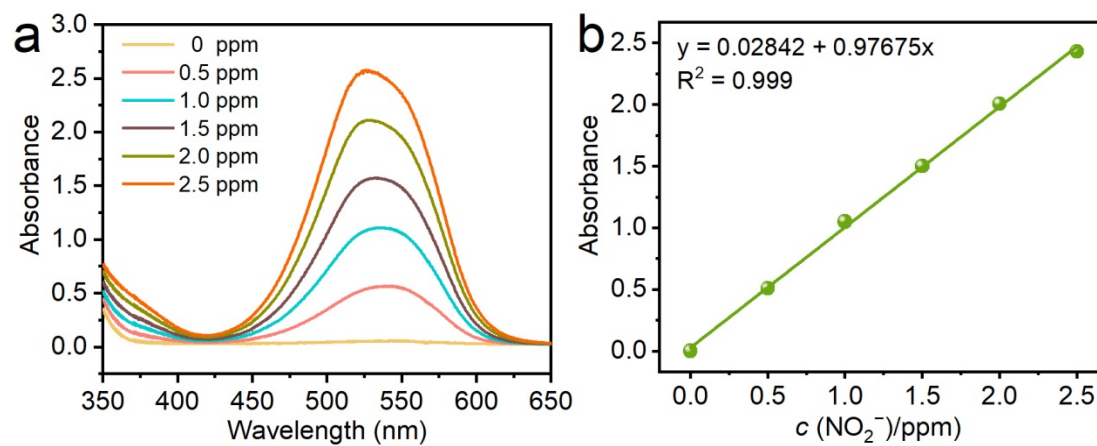 a
3.0
2.5
2.0
1.5
1.0
0.5
0.0
Absorbance
0 ppm
0.5 ppm
1.0 ppm
1.5 ppm
2.0 ppm
2.5 ppm
350 400 450 500 550 600 650
Wavelength (nm)
b
2.5
2.0
1.5
1.0
0.5
0.0
Absorbance
y = 0.02842 + 0.97675x
R² = 0.999
0.0 0.5 1.0 1.5 2.0 2.5
c (NO₂⁻)/ppm)